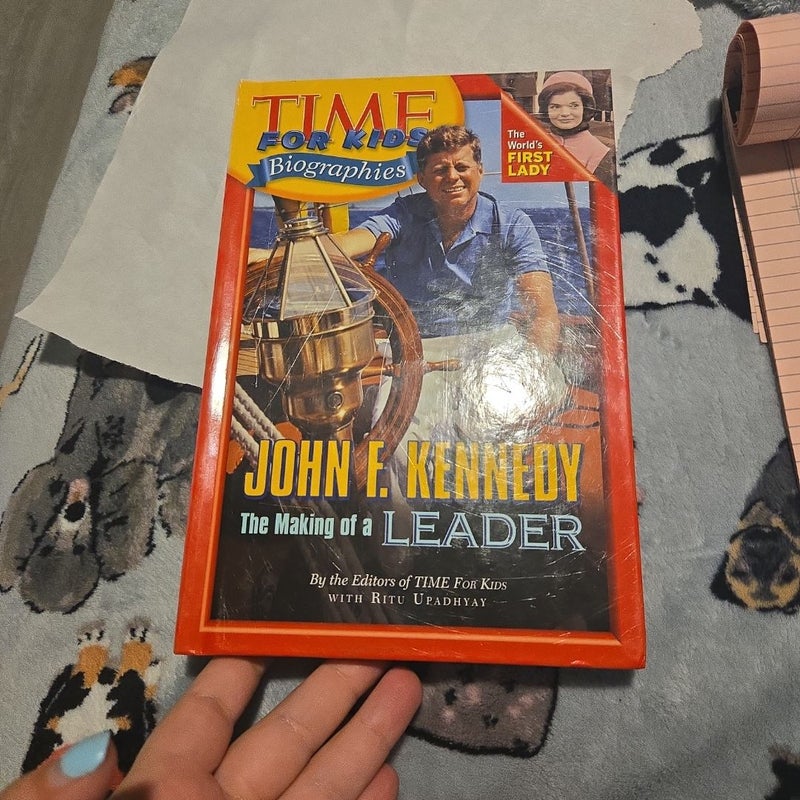 TIME
FOR KIDS
Biographies
The
World's
FIRST
LADY
JOHN F. KENNEDY
The Making of a LEADER
By the Editors of TIME FOR KIDS
WITH RITU UPADHYAY